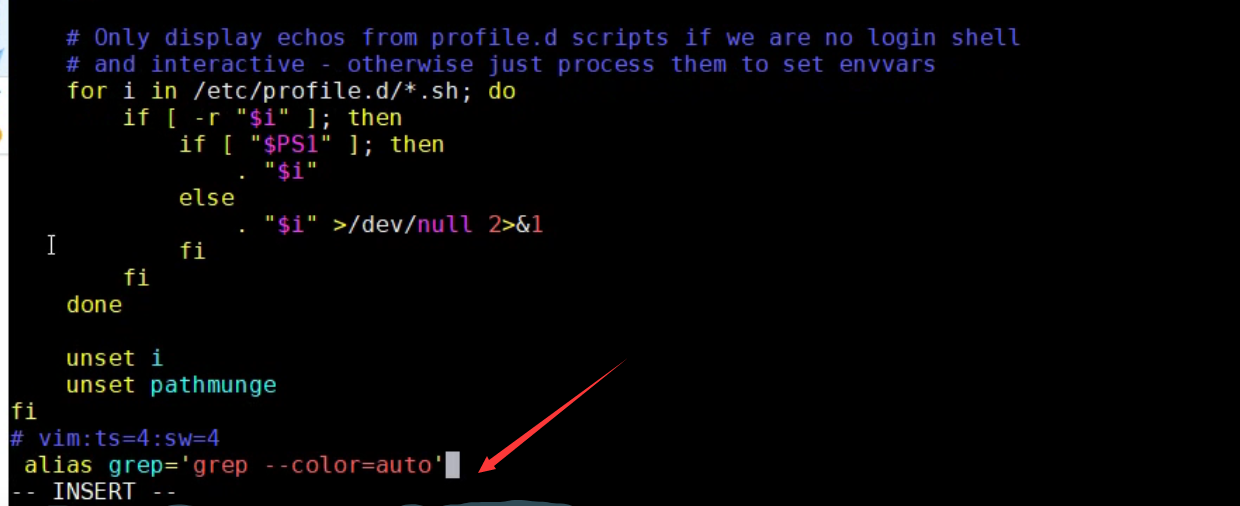 # Only display echos from profile.d scripts if we are no login shell
    # and interactive - otherwise just process them to set envvars
    for i in /etc/profile.d/*.sh; do
        if [ -r "$i" ]; then
            if [ "$PS1" ]; then
                . "$i"
            else
                . "$i" >/dev/null 2>&1
            fi
        fi
    done

    unset i
    unset pathmunge
fi
# vim:ts=4:sw=4
 alias grep='grep --color=auto'
-- INSERT --